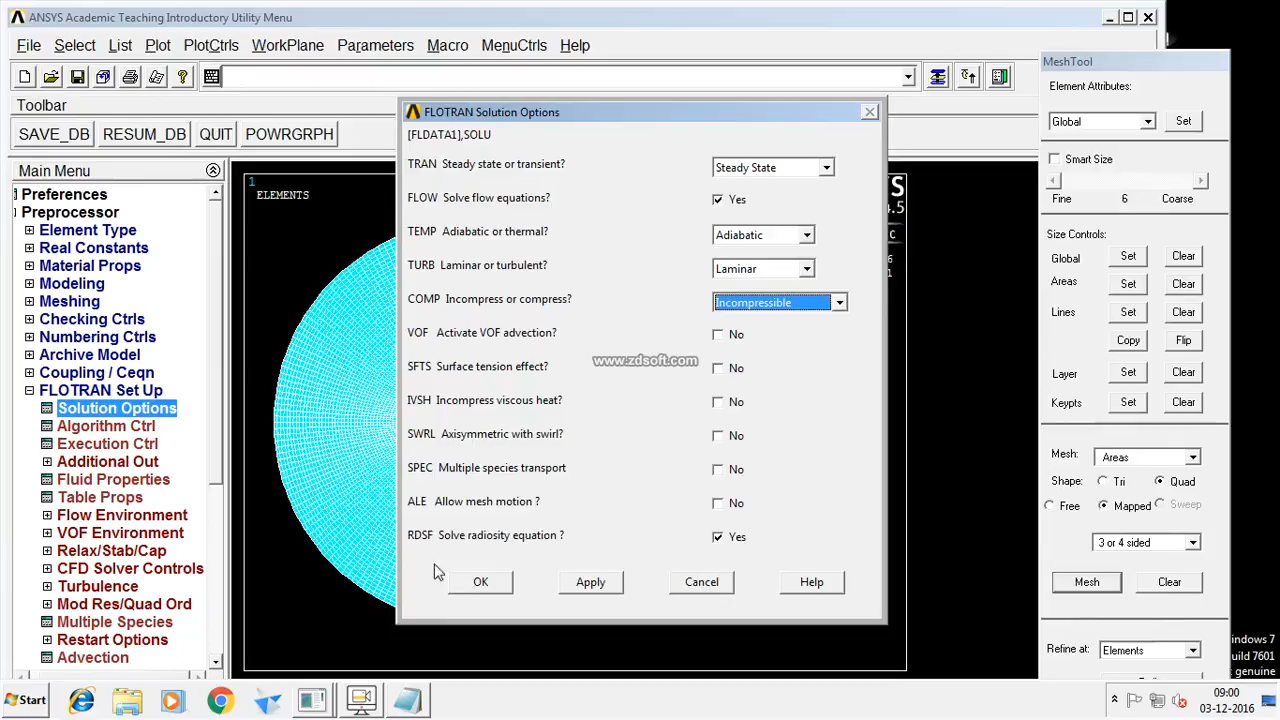 ANSYS Academic Teaching Introductory Utility Menu
File Select List Plot PlotCtrls WorkPlane Parameters Macro MenuCtrls Help
Toolbar
SAVE_DB RESUM_DB QUIT POWRGRPH
Main Menu
Preferences
Preprocessor
Element Type
Real Constants
Material Props
Modeling
Meshing
Checking Ctrls
Numbering Ctrls
Archive Model
Coupling / Ceqn
FLOTRAN Set Up
Solution Options
Algorithm Ctrl
Execution Ctrl
Additional Out
Fluid Properties
Table Props
Flow Environment
VOF Environment
Relax/Stab/Cap
CFD Solver Controls
Turbulence
Mod Res/Quad Ord
Multiple Species
Restart Options
Advection
1
ELEMENTS
FLOTRAN Solution Options
[FLDATA1],SOLU
TRAN Steady state or transient? Steady State
FLOW Solve flow equations? Yes
TEMP Adiabatic or thermal? Adiabatic
TURB Laminar or turbulent? Laminar
COMP Incompress or compress? Incompressible
VOF Activate VOF advection? No
SFTS Surface tension effect? No
IVSH Incompress viscous heat? No
SWRL Axisymmetric with swirl? No
SPEC Multiple species transport No
ALE Allow mesh motion ? No
RDSF Solve radiosity equation ? Yes
OK Apply Cancel Help
www.zdsoft.com
S
4.5
C
6
1
MeshTool
Element Attributes:
Global Set
Smart Size
Fine 6 Coarse
Size Controls:
Global Set Clear
Areas Set Clear
Lines Set Clear
Copy Flip
Layer Set Clear
Keypts Set Clear
Mesh: Areas
Shape: Tri Quad
Free Mapped Sweep
3 or 4 sided
Mesh Clear
Refine at: Elements
indows 7
uild 7601
genuine
Start
09:00
03-12-2016